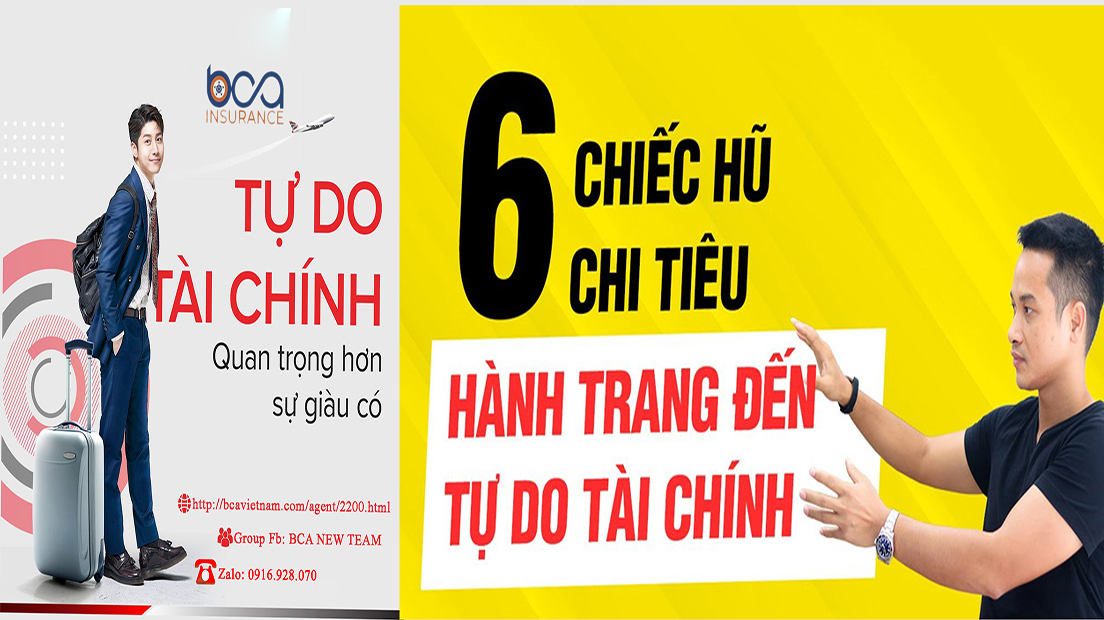 bca
INSURANCE
TỰ DO
TÀI CHÍNH
Quan trọng hơn
sự giàu có
http://bcavietnam.com/agent/2200.html
Group Fb: BCA NEW TEAM
Zalo: 0916.928.070
6 CHIẾC HŨ
CHI TIÊU
HÀNH TRANG ĐẾN
TỰ DO TÀI CHÍNH